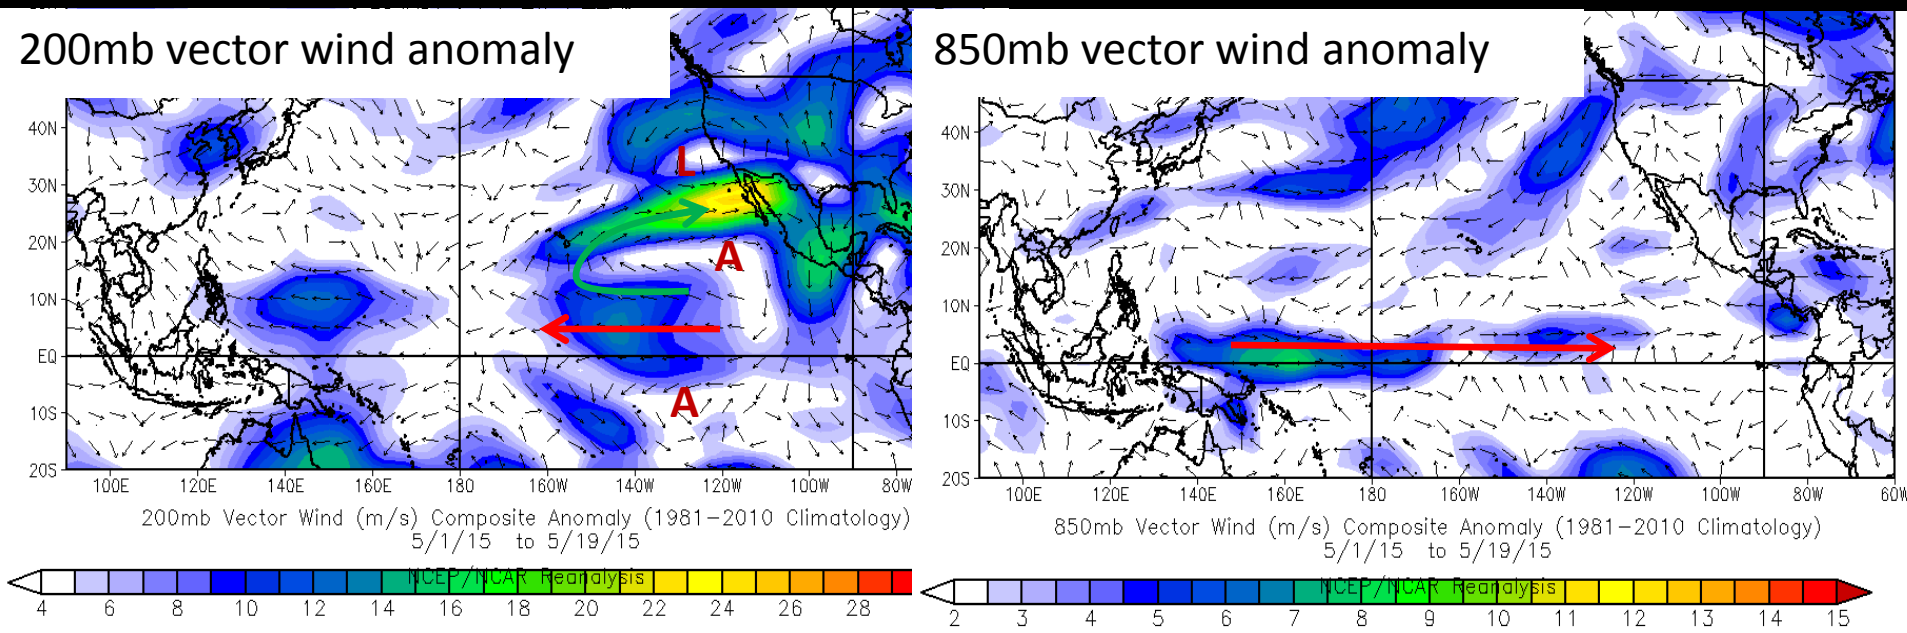 200mb vector wind anomaly
L
A
A
40N
30N
20N
10N
EQ
10S
20S
100E 120E 140E 160E 180 160W 140W 120W 100W 80W
200mb Vector Wind (m/s) Composite Anomaly (1981-2010 Climatology)
5/1/15 to 5/19/15
NCEP/NCAR Reanalysis
4 6 8 10 12 14 16 18 20 22 24 26 28
850mb vector wind anomaly
40N
30N
20N
10N
EQ
10S
20S
100E 120E 140E 160E 180 160W 140W 120W 100W 80W 60W
850mb Vector Wind (m/s) Composite Anomaly (1981-2010 Climatology)
5/1/15 to 5/19/15
NCEP/NCAR Reanalysis
2 3 4 5 6 7 8 9 10 11 12 13 14 15